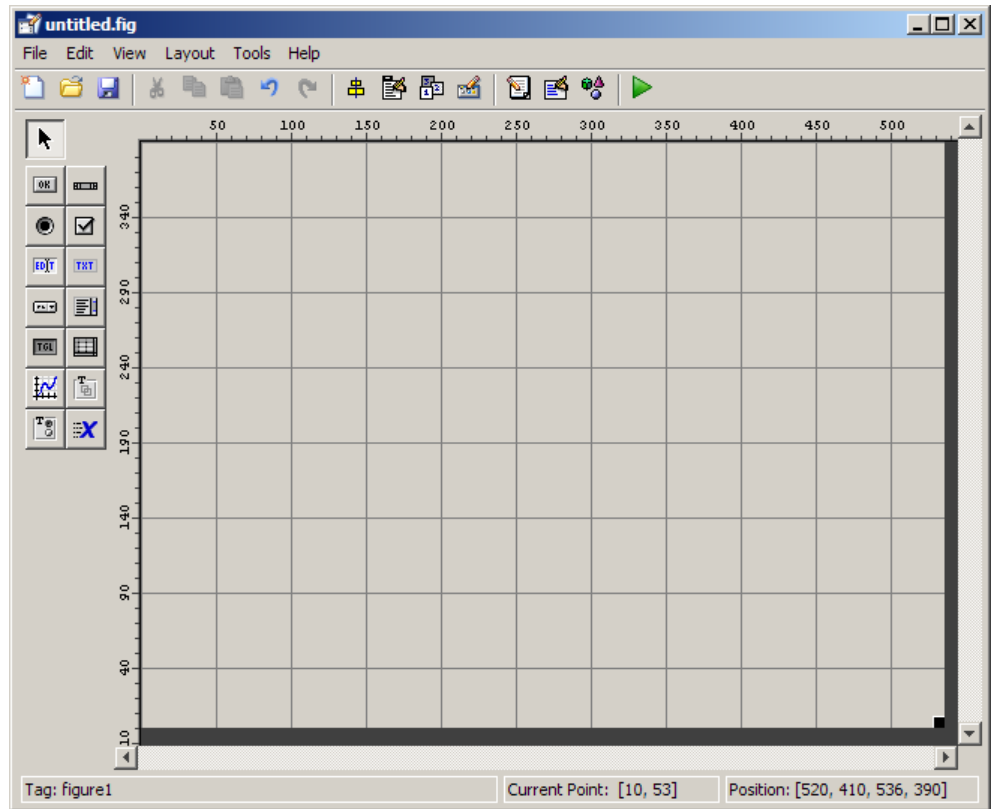 untitled.fig
File Edit View Layout Tools Help
50 100 150 200 250 300 350 400 450 500
OK
EDIT TXT
TGL
T
T X
340
290
240
190
140
90
40
10
Tag: figure1 Current Point: [10, 53] Position: [520, 410, 536, 390]